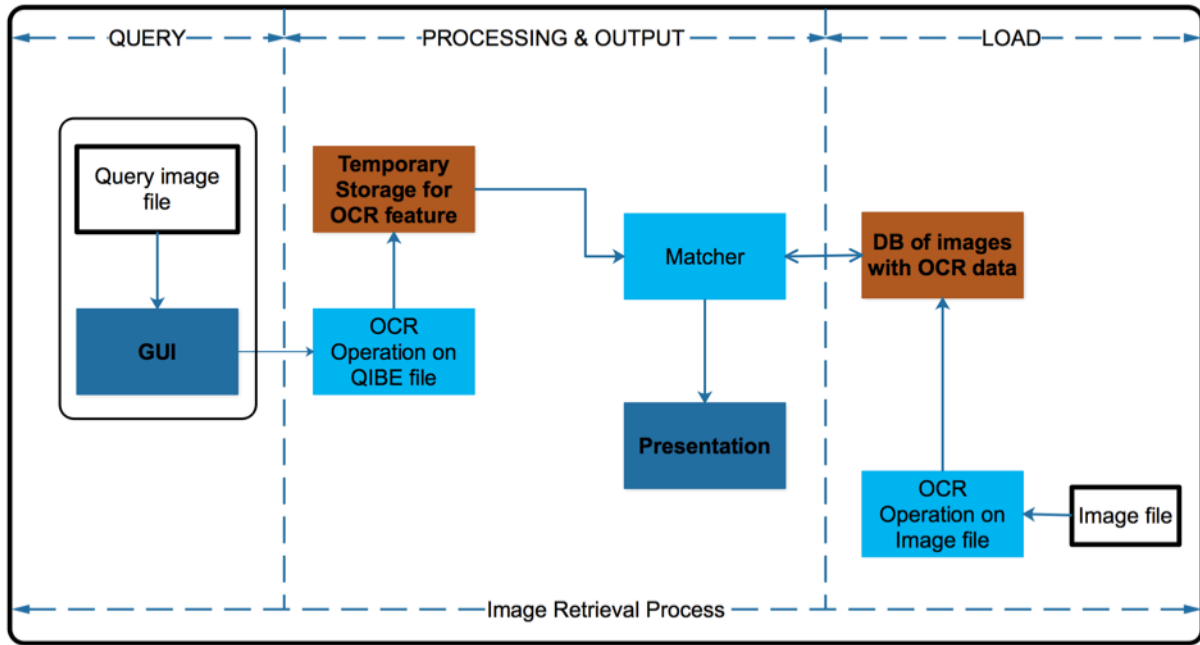 QUERY
PROCESSING & OUTPUT
LOAD
Query image
file
GUI
Temporary
Storage for
OCR feature
OCR
Operation on
QIBE file
Matcher
Presentation
DB of images
with OCR data
OCR
Operation on
Image file
Image file
Image Retrieval Process